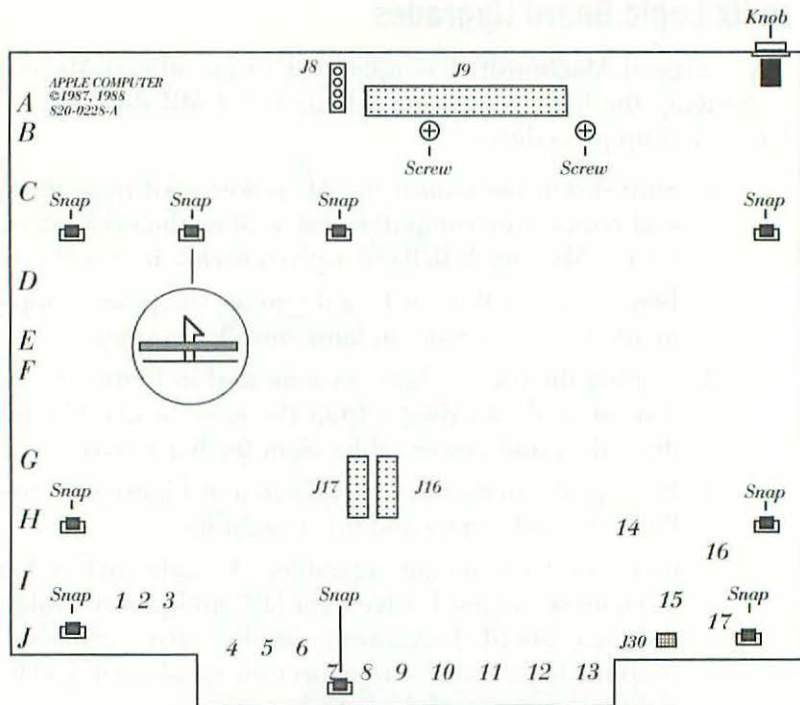 Knob
J8
J9
APPLE COMPUTER
©1987, 1988
820-0228-A
A
B
Screw
Screw
C
Snap
Snap
Snap
Snap
D
E
F
G
Snap
J17
J16
Snap
H
14
16
I
Snap
1 2 3
Snap
15
Snap
17
J
4 5 6
J30
7 8 9 10 11 12 13